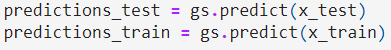 predictions_test = gs.predict(x_test)
predictions_train = gs.predict(x_train)